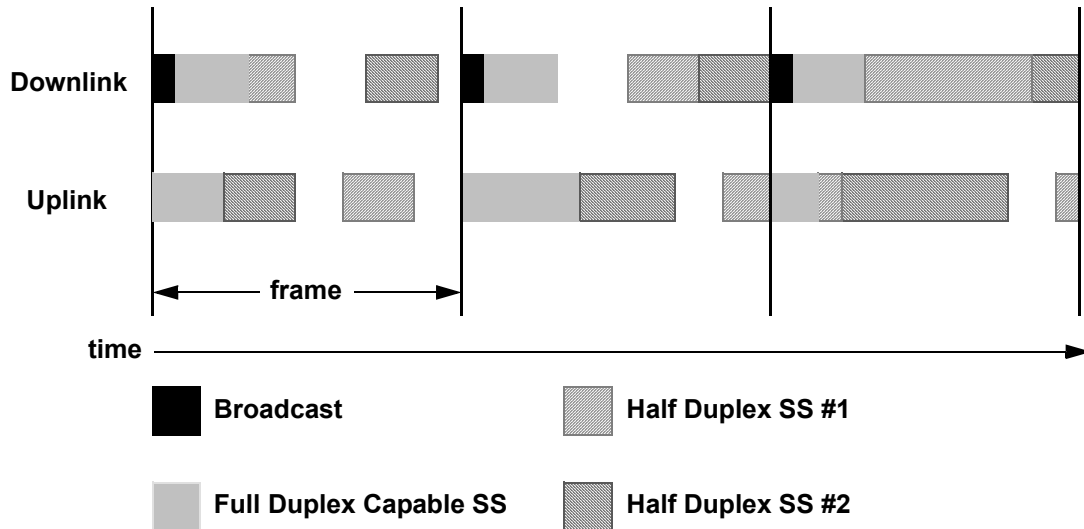 Downlink
Uplink
frame
time
Broadcast
Half Duplex SS #1
Full Duplex Capable SS
Half Duplex SS #2